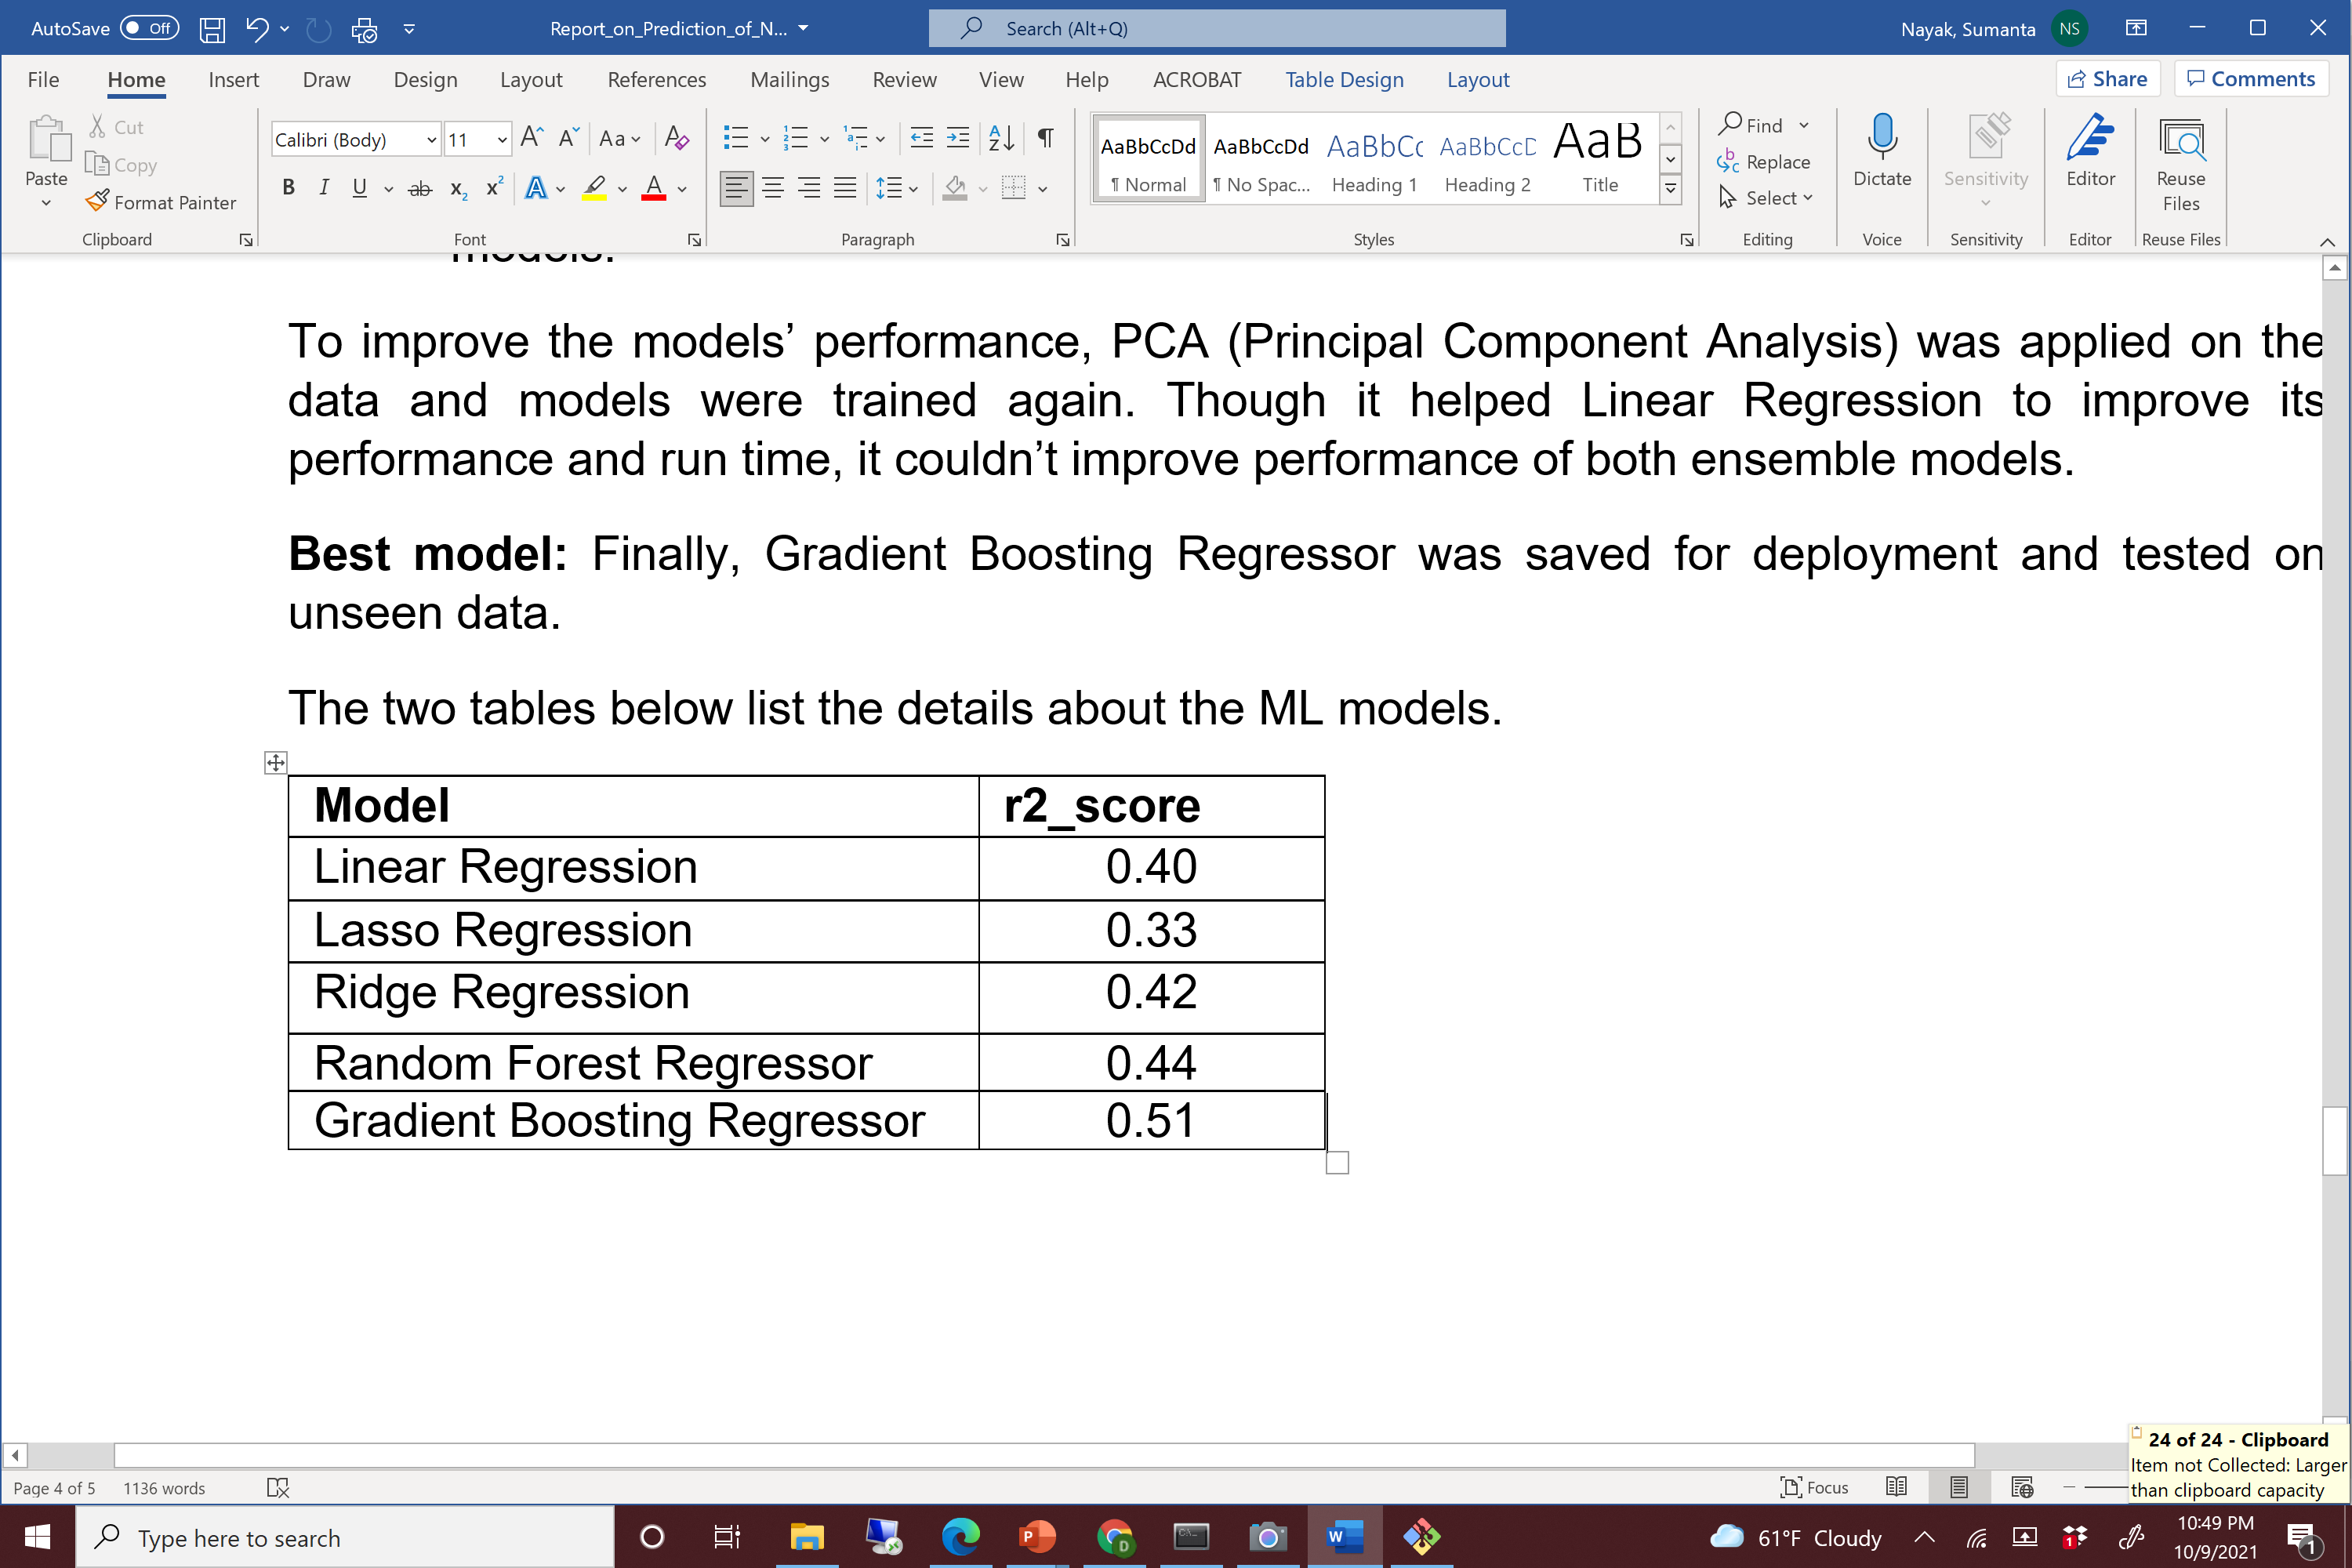 AutoSave Off Report_on_Prediction_of_N... Search (Alt+Q) Nayak, Sumanta NS
File Home Insert Draw Design Layout References Mailings Review View Help ACROBAT Table Design Layout Share Comments
Paste Cut Copy Format Painter Clipboard
Calibri (Body) 11 Font
Paragraph
AaBbCcDd ¶ Normal
AaBbCcDd ¶ No Spac...
AaBbCc Heading 1
AaBbCcD Heading 2
AaB Title
Styles
Find Replace Select Editing
Dictate Voice
Sensitivity Sensitivity
Editor Editor
Reuse Files Reuse Files
models.
To improve the models’ performance, PCA (Principal Component Analysis) was applied on the
data and models were trained again. Though it helped Linear Regression to improve its
performance and run time, it couldn’t improve performance of both ensemble models.
Best model: Finally, Gradient Boosting Regressor was saved for deployment and tested on
unseen data.
The two tables below list the details about the ML models.
Model r2_score
Linear Regression 0.40
Lasso Regression 0.33
Ridge Regression 0.42
Random Forest Regressor 0.44
Gradient Boosting Regressor 0.51
24 of 24 - Clipboard
Item not Collected: Larger
than clipboard capacity
Page 4 of 5 1136 words Focus
Type here to search 61°F Cloudy 10:49 PM
10/9/2021